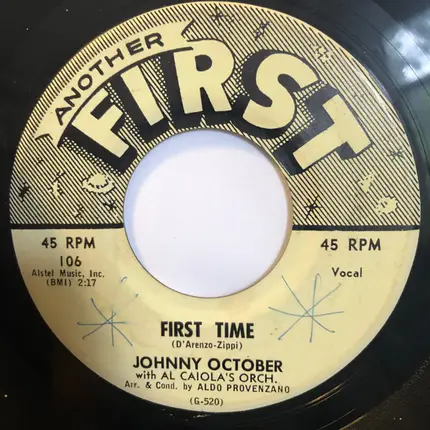 ANOTHER
FIRST
45 RPM
106
Alstel Music, Inc.
(BMI) 2:17
45 RPM
Vocal
FIRST TIME
(D'Arenzo-Zippi)
JOHNNY OCTOBER
with AL CAIOLA'S ORCH.
Arr. & Cond. by ALDO PROVENZANO
(G-520)